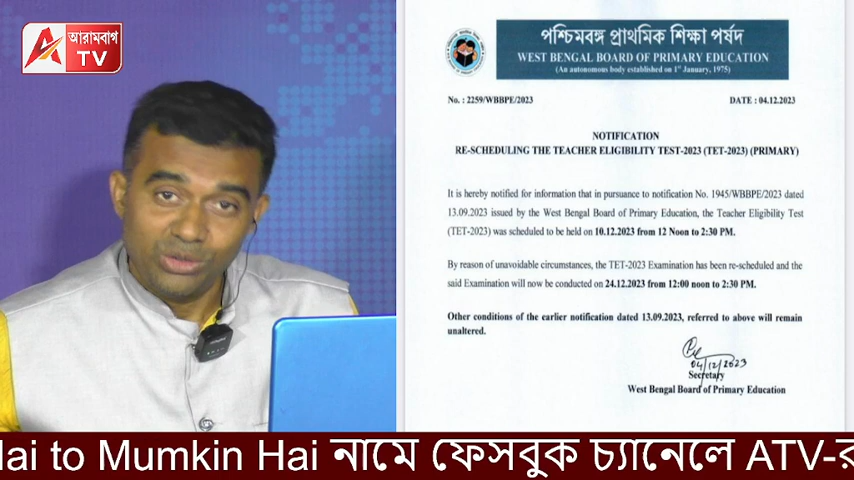 আরামবাগ
TV
পশ্চিমবঙ্গ প্রাথমিক শিক্ষা পর্ষদ
WEST BENGAL BOARD OF PRIMARY EDUCATION
(An autonomous body established on 1st January, 1975)
No. : 2259/WBBPE/2023 DATE : 04.12.2023
NOTIFICATION
RE-SCHEDULING THE TEACHER ELIGIBILITY TEST-2023 (TET-2023) (PRIMARY)
It is hereby notified for information that in pursuance to notification No. 1945/WBBPE/2023 dated
13.09.2023 issued by the West Bengal Board of Primary Education, the Teacher Eligibility Test
(TET-2023) was scheduled to be held on 10.12.2023 from 12 Noon to 2:30 PM.
By reason of unavoidable circumstances, the TET-2023 Examination has been re-scheduled and the
said Examination will now be conducted on 24.12.2023 from 12:00 noon to 2:30 PM.
Other conditions of the earlier notification dated 13.09.2023, referred to above will remain
unaltered.
04/12/2023
Secretary
West Bengal Board of Primary Education
Hai to Mumkin Hai নামে ফেসবুক চ্যানেলে ATV-র